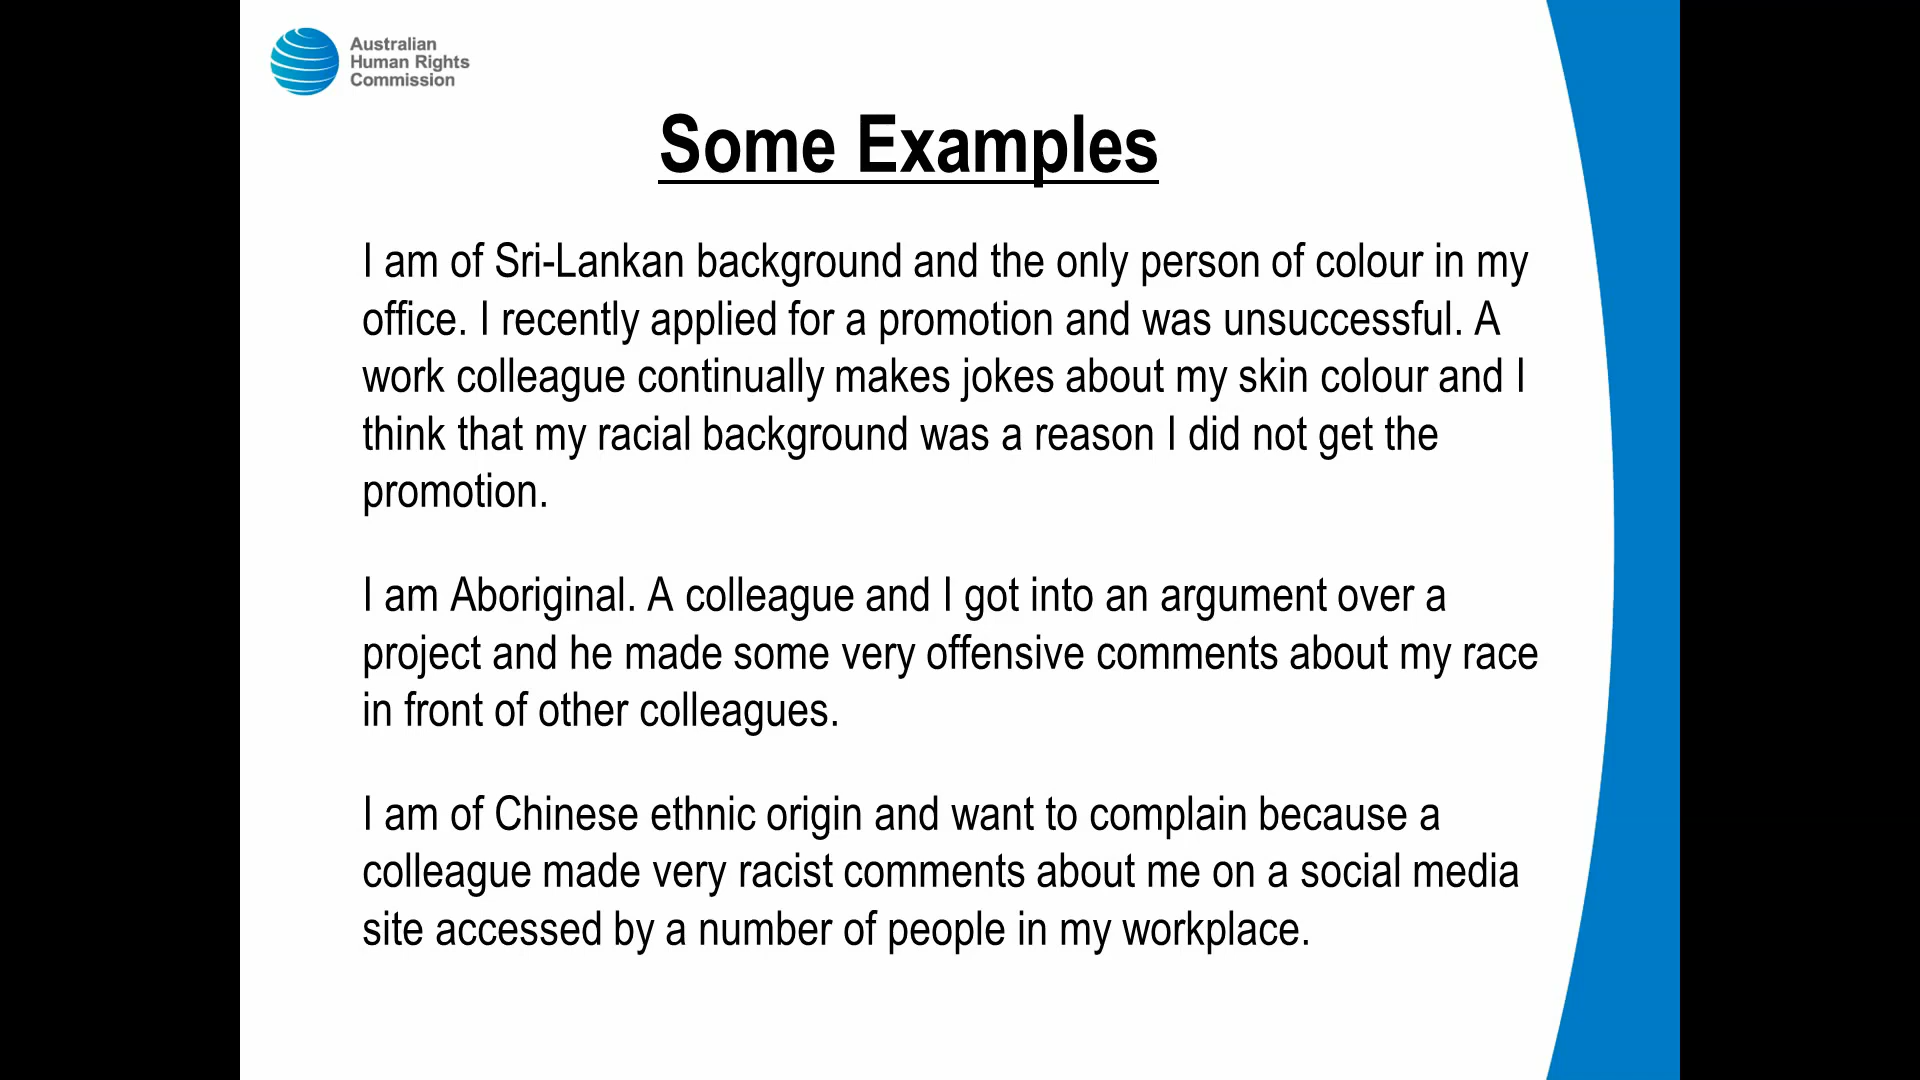 Australian
Human Rights
Commission
Some Examples
I am of Sri-Lankan background and the only person of colour in my
office. I recently applied for a promotion and was unsuccessful. A
work colleague continually makes jokes about my skin colour and I
think that my racial background was a reason I did not get the
promotion.
I am Aboriginal. A colleague and I got into an argument over a
project and he made some very offensive comments about my race
in front of other colleagues.
I am of Chinese ethnic origin and want to complain because a
colleague made very racist comments about me on a social media
site accessed by a number of people in my workplace.